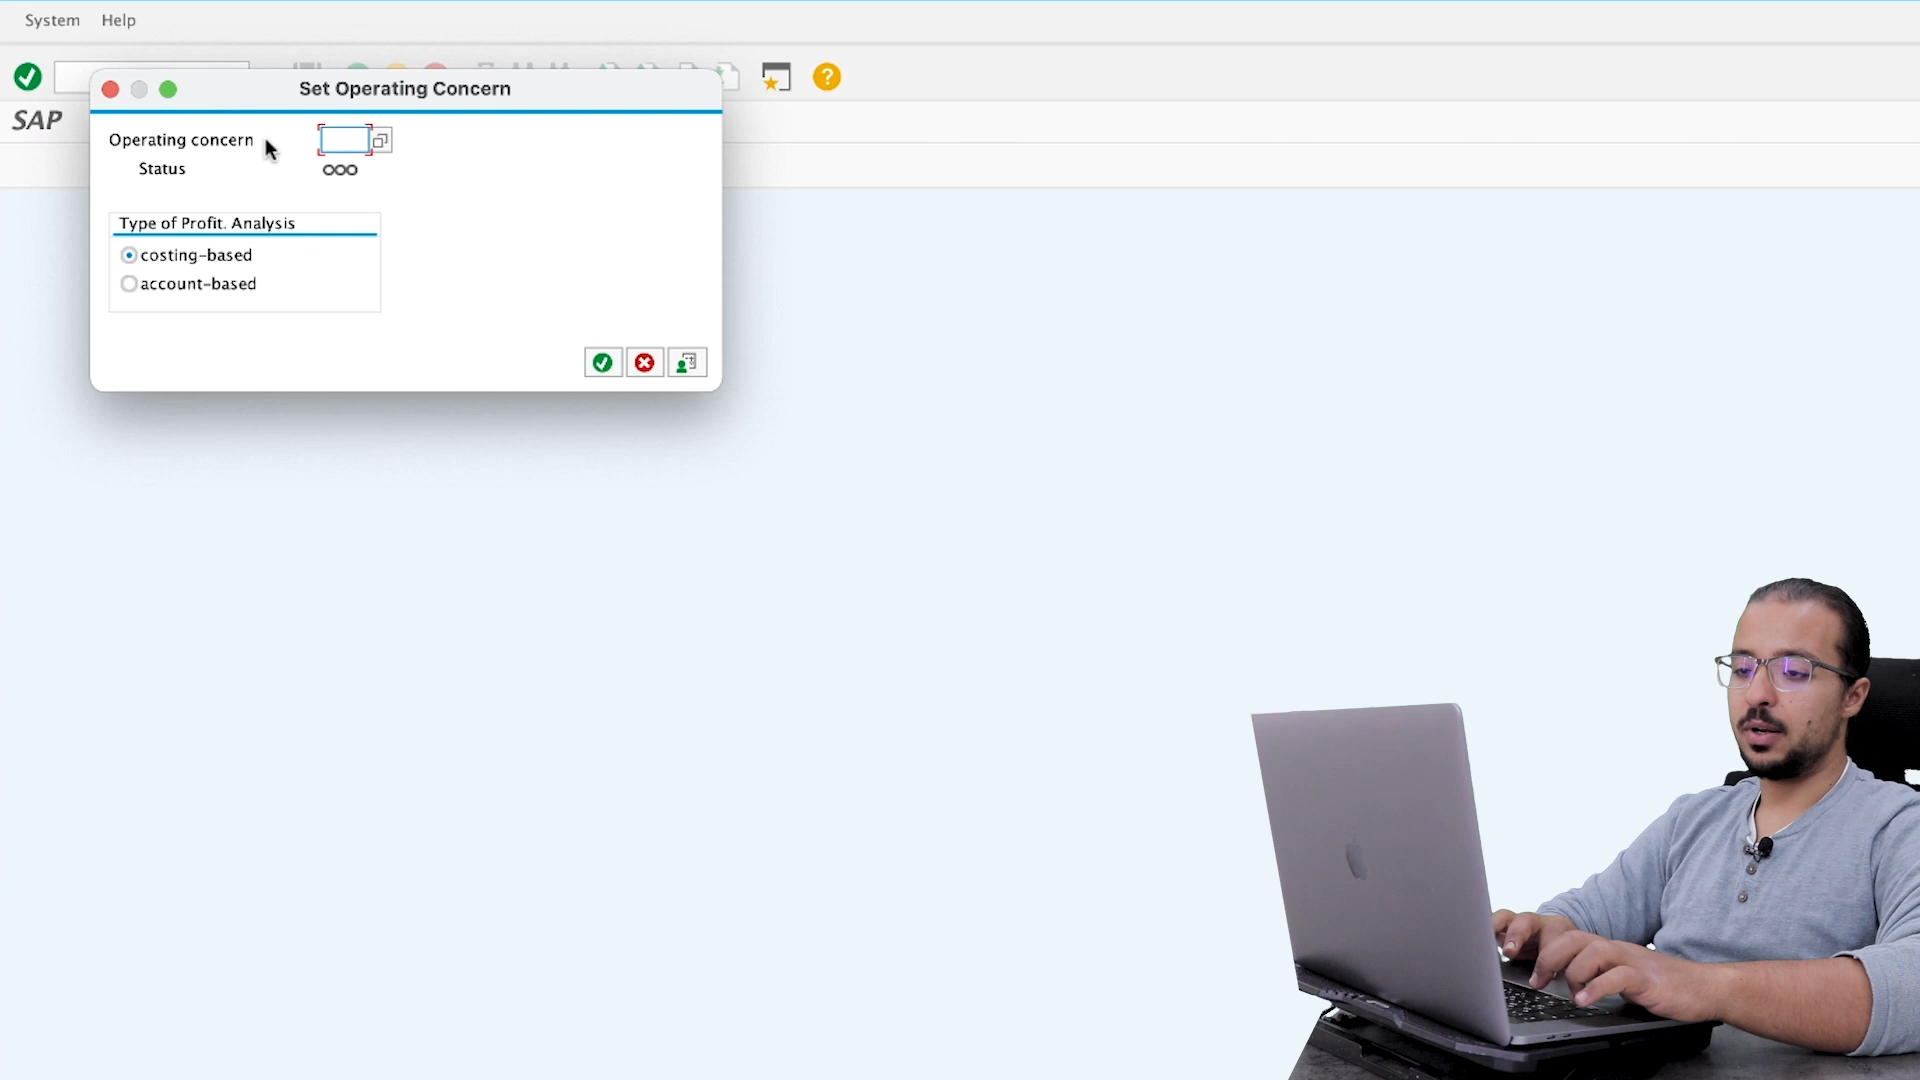 System Help
Set Operating Concern
SAP
Operating concern
Status
Type of Profit. Analysis
costing-based
account-based